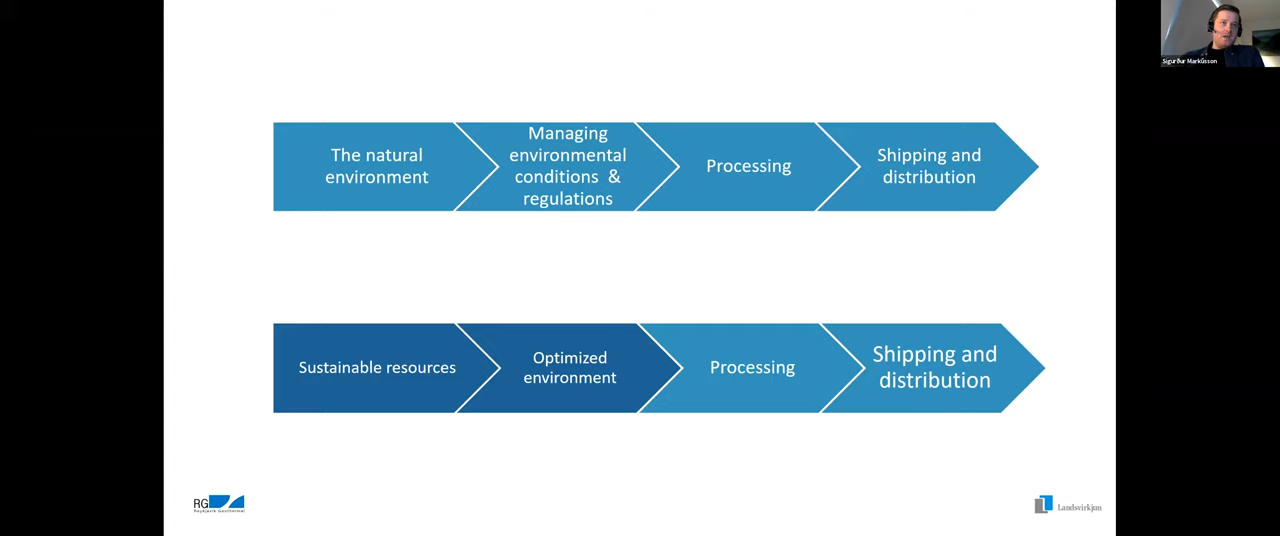 Sigurður Markússon
The natural
environment
Managing
environmental
conditions &
regulations
Processing
Shipping and
distribution
Sustainable resources
Optimized
environment
Processing
Shipping and
distribution
RG
Reykjavik Geothermal
Landsvirkjun